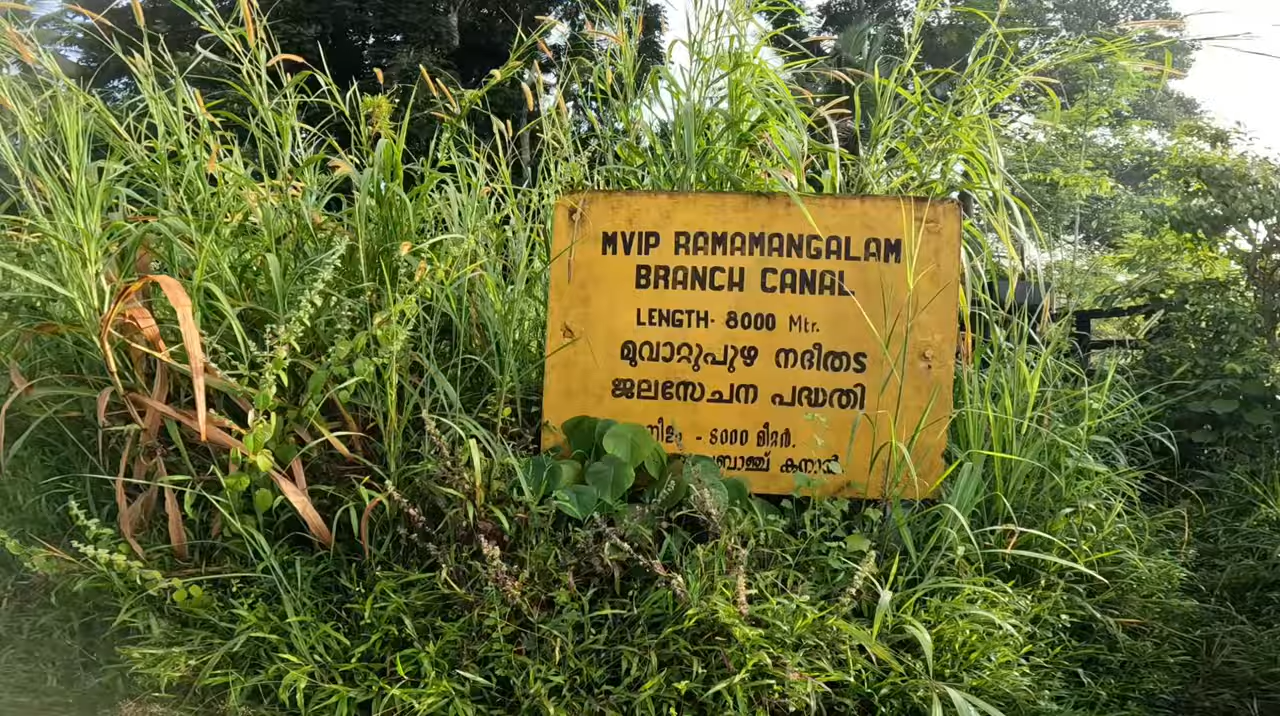 MVIP RAMAMANGALAM
BRANCH CANAL
LENGTH- 8000 Mtr.
മൂവാറ്റുപുഴ നദീതട
ജലസേചന പദ്ധതി
നീളം - 8000 മീറ്റർ.
ബ്രാഞ്ച് കനാൽ